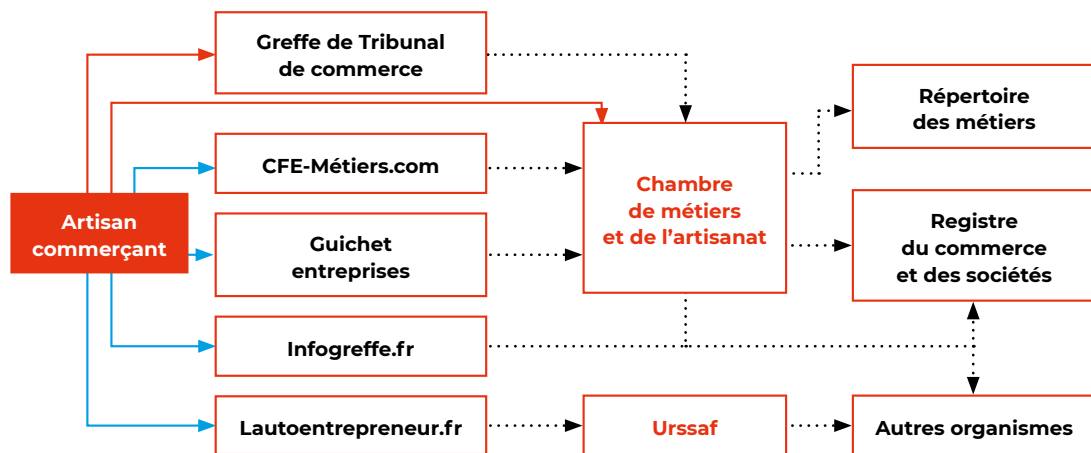 Greffe de Tribunal
de commerce
Répertoire
des métiers
CFE-Métiers.com
Chambre
de métiers
et de l’artisanat
Artisan
commerçant
Guichet
entreprises
Registre
du commerce
et des sociétés
Infogreffe.fr
Lautoentrepreneur.fr
Urssaf
Autres organismes